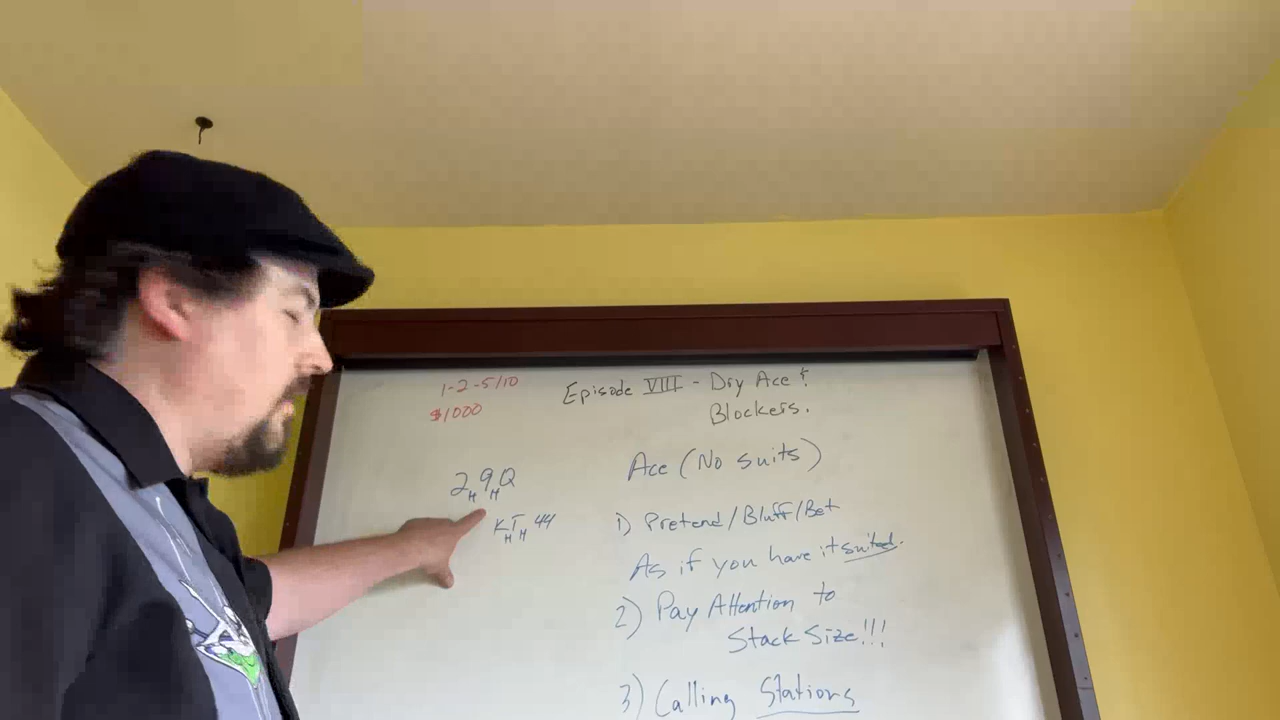 1-2-5/10
$1000
Episode VIII - Dry Ace &
Blockers.
Ace (No suits)
2H 9H Q
KH TH 44
1) Pretend/Bluff/Bet
As if you have it suited.
2) Pay Attention to
Stack Size!!!
3) Calling Stations